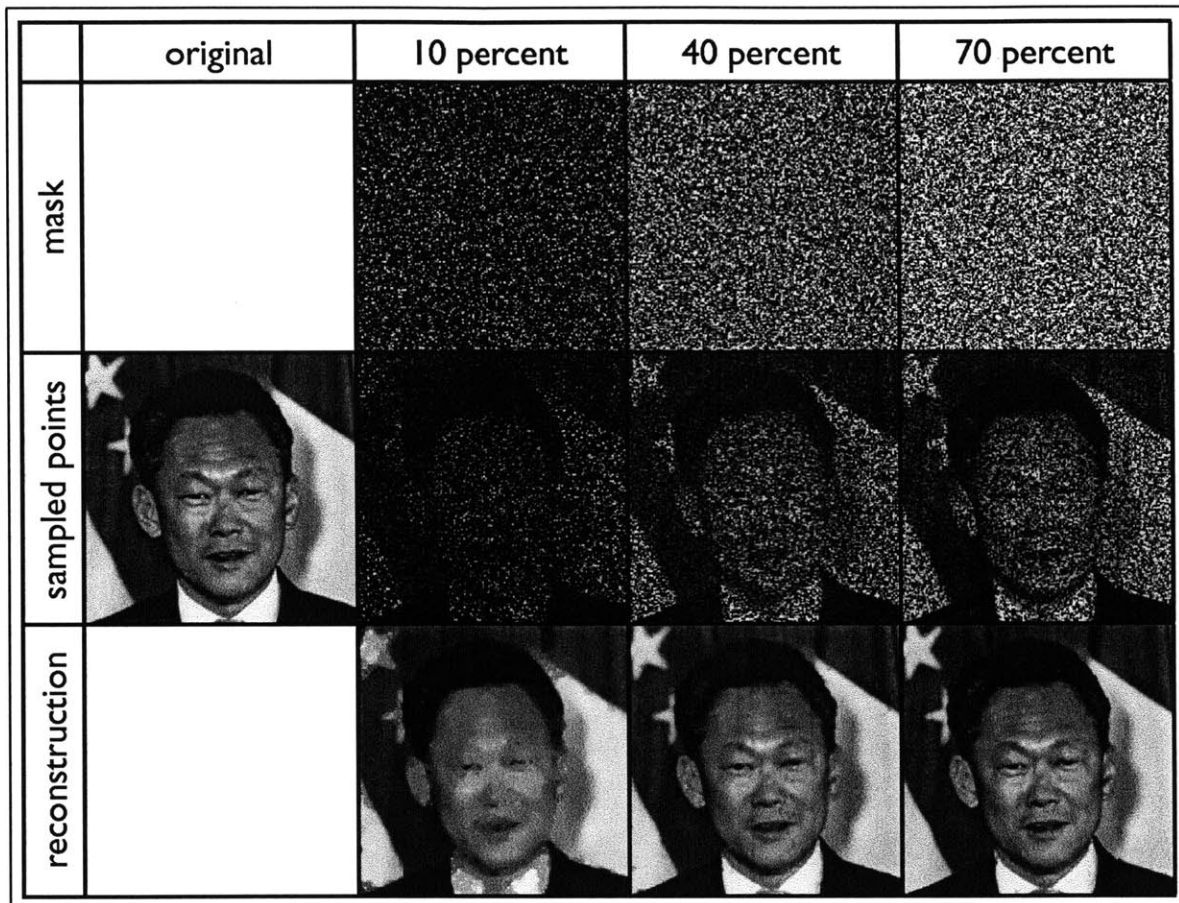 original 10 percent 40 percent 70 percent
mask
sampled points
reconstruction